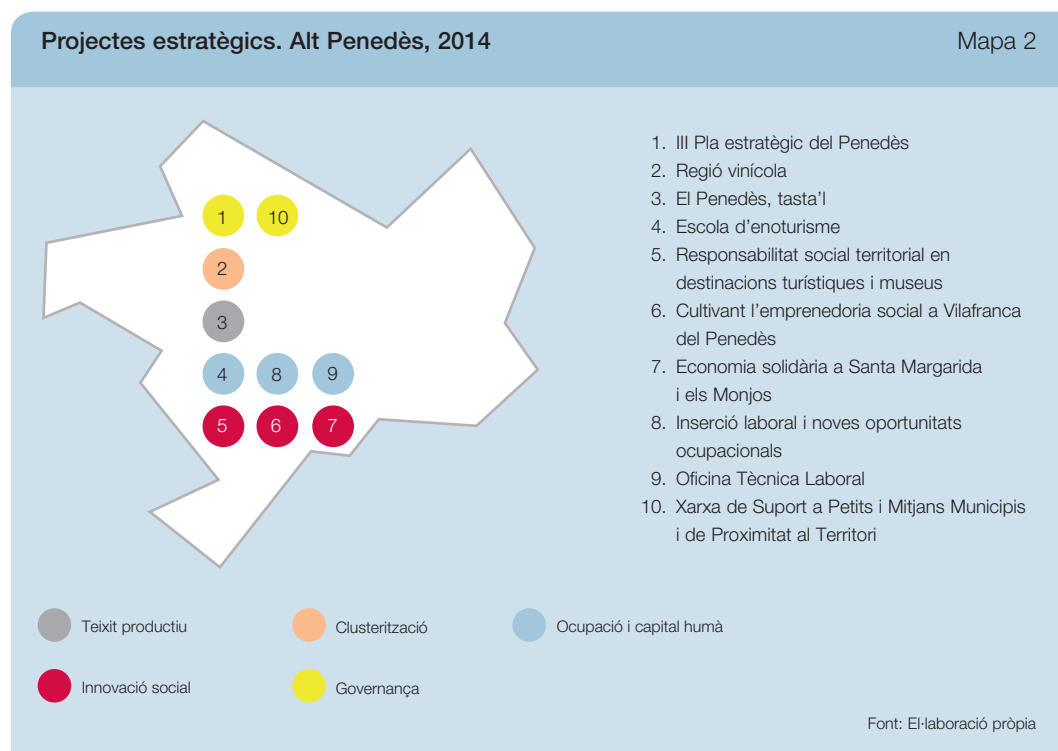 Projectes estratègics. Alt Penedès, 2014
Mapa 2
1 10
2
3
4 8 9
5 6 7
1. III Pla estratègic del Penedès
2. Regió vinícola
3. El Penedès, tasta'l
4. Escola d'enoturisme
5. Responsabilitat social territorial en
destinacions turístiques i museus
6. Cultivant l'emprenedoria social a Vilafranca
del Penedès
7. Economia solidària a Santa Margarida
i els Monjos
8. Inserció laboral i noves oportunitats
ocupacionals
9. Oficina Tècnica Laboral
10. Xarxa de Suport a Petits i Mitjans Municipis
i de Proximitat al Territori
Teixit productiu
Clusterització
Ocupació i capital humà
Innovació social
Governança
Font: El·laboració pròpia